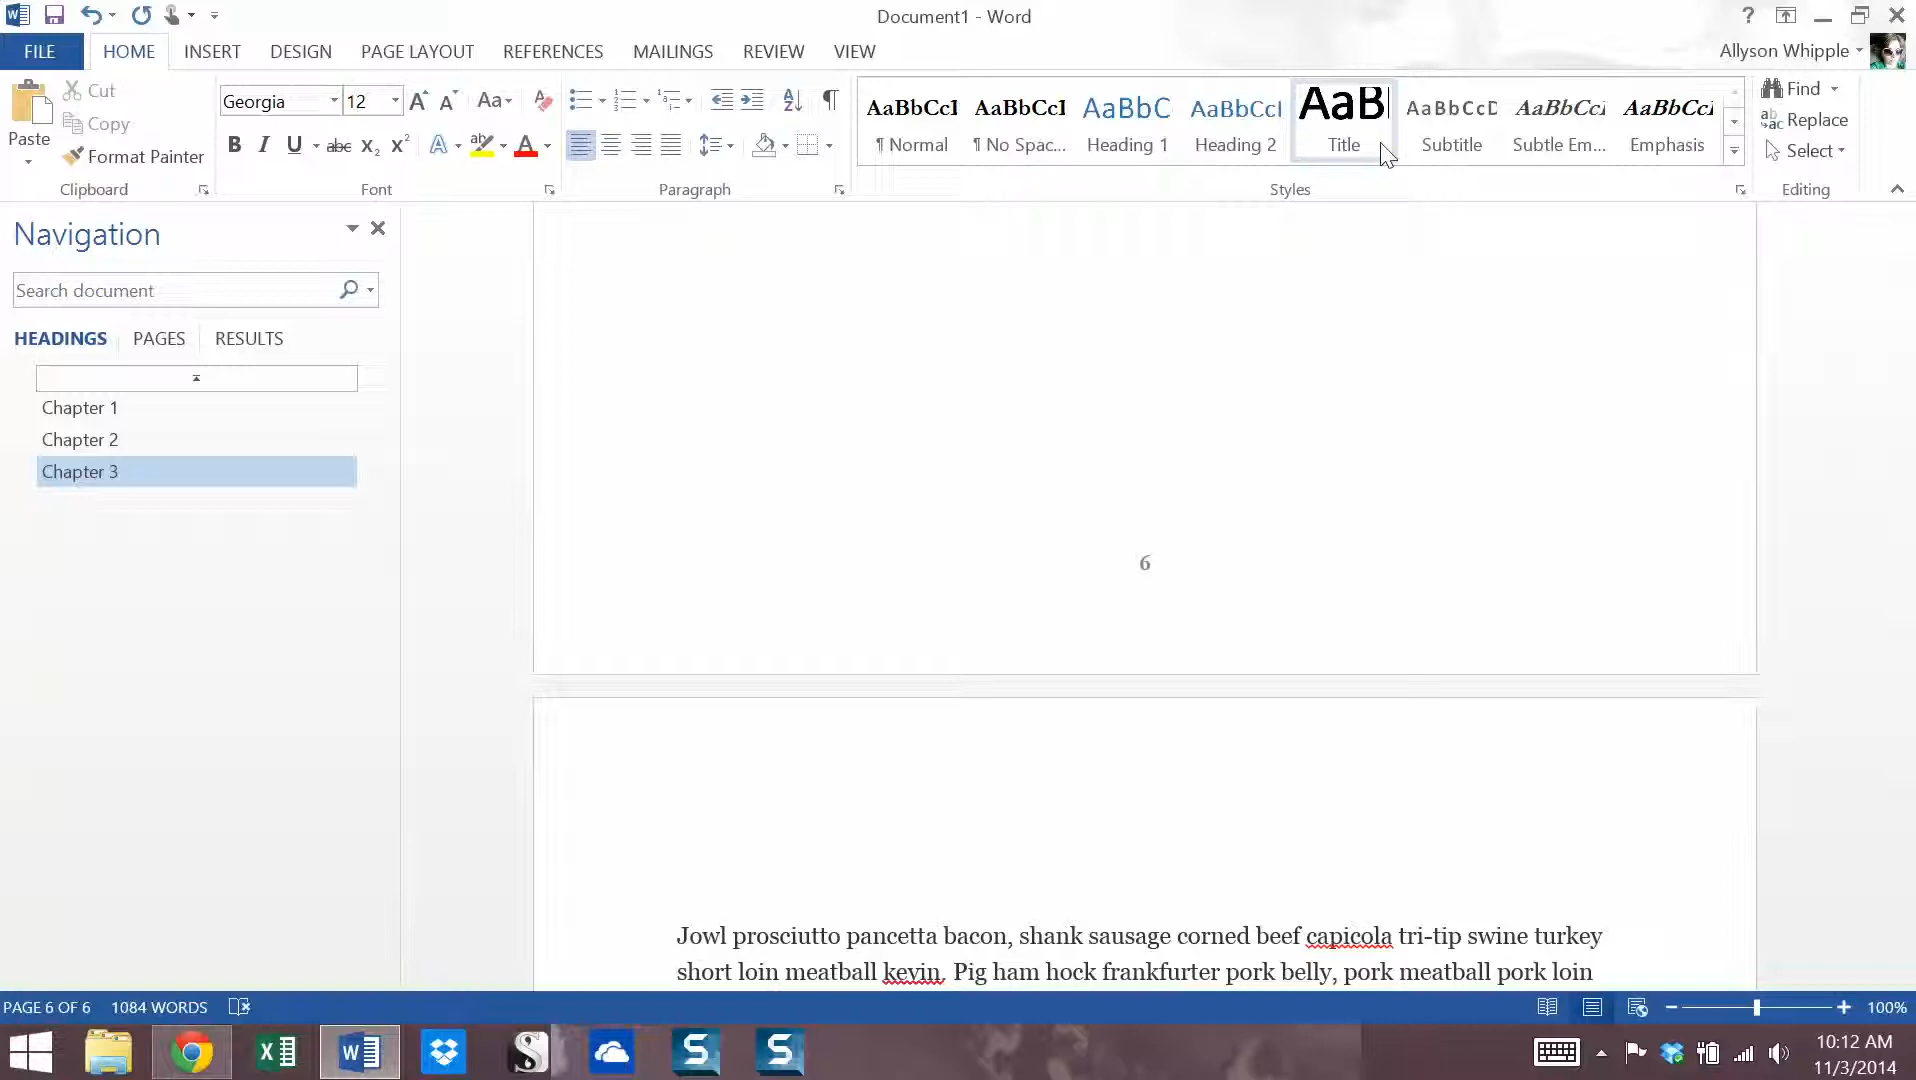 Document1 - Word
?
FILE HOME INSERT DESIGN PAGE LAYOUT REFERENCES MAILINGS REVIEW VIEW
Allyson Whipple
Paste
Cut
Copy
Format Painter
Clipboard
Georgia 12
Aa
B I U abc X₂ X²
A A
Font
Paragraph
AaBbCcI AaBbCcI AaBbC AaBbCcI AaB AaBbCcD AaBbCcI AaBbCcI
¶ Normal ¶ No Spac... Heading 1 Heading 2 Title Subtitle Subtle Em... Emphasis
Styles
Find
Replace
Select
Editing
Navigation
Search document
HEADINGS PAGES RESULTS
Chapter 1
Chapter 2
Chapter 3
6
Jowl prosciutto pancetta bacon, shank sausage corned beef capicola tri-tip swine turkey
short loin meatball kevin. Pig ham hock frankfurter pork belly, pork meatball pork loin
PAGE 6 OF 6 1084 WORDS
100%
10:12 AM
11/3/2014